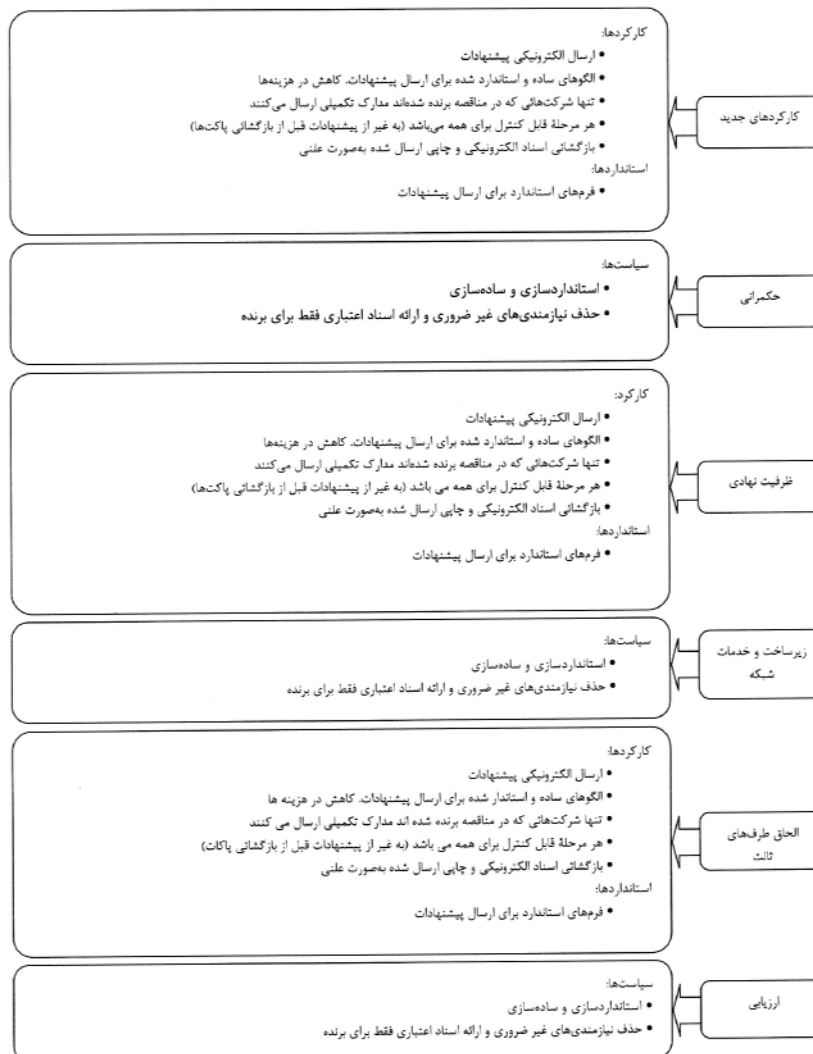 کارکردهای جدید
کارکردها:
• ارسال الکترونیکی پیشنهادات
• الگوهای ساده و استاندارد شده برای ارسال پیشنهادات. کاهش در هزینه‌ها
• تنها شرکت‌هائی که در مناقصه برنده شده‌اند مدارک تکمیلی ارسال می‌کنند
• هر مرحلهٔ قابل کنترل برای همه می‌باشد (به غیر از پیشنهادات قبل از بازگشائی پاکت‌ها)
• بازگشائی اسناد الکترونیکی و چاپی ارسال شده به‌صورت علنی
استانداردها:
• فرم‌های استاندارد برای ارسال پیشنهادات
حکمرانی
سیاست‌ها:
• استانداردسازی و ساده‌سازی
• حذف نیازمندی‌های غیر ضروری و ارائه اسناد اعتباری فقط برای برنده
ظرفیت نهادی
کارکرد:
• ارسال الکترونیکی پیشنهادات
• الگوهای ساده و استاندارد شده برای ارسال پیشنهادات. کاهش در هزینه‌ها
• تنها شرکت‌هائی که در مناقصه برنده شده‌اند مدارک تکمیلی ارسال می‌کنند
• هر مرحلهٔ قابل کنترل برای همه می باشد (به غیر از پیشنهادات قبل از بازگشائی پاکت‌ها)
• بازگشائی اسناد الکترونیکی و چاپی ارسال شده به‌صورت علنی
استانداردها:
• فرم‌های استاندارد برای ارسال پیشنهادات
زیرساخت و خدمات
شبکه
سیاست‌ها:
• استانداردسازی و ساده‌سازی
• حذف نیازمندی‌های غیر ضروری و ارائه اسناد اعتباری فقط برای برنده
الحاق طرف‌های
ثالث
کارکردها:
• ارسال الکترونیکی پیشنهادات
• الگوهای ساده و استاندار شده برای ارسال پیشنهادات. کاهش در هزینه ها
• تنها شرکت‌هائی که در مناقصه برنده شده اند مدارک تکمیلی ارسال می کنند
• هر مرحلهٔ قابل کنترل برای همه می باشد (به غیر از پیشنهادات قبل از بازگشائی پاکات)
• بازگشائی اسناد الکترونیکی و چاپی ارسال شده به‌صورت علنی
استانداردها:
• فرم‌های استاندارد برای ارسال پیشنهادات
ارزیابی
سیاست‌ها:
• استانداردسازی و ساده‌سازی
• حذف نیازمندی‌های غیر ضروری و ارائه اسناد اعتباری فقط برای برنده